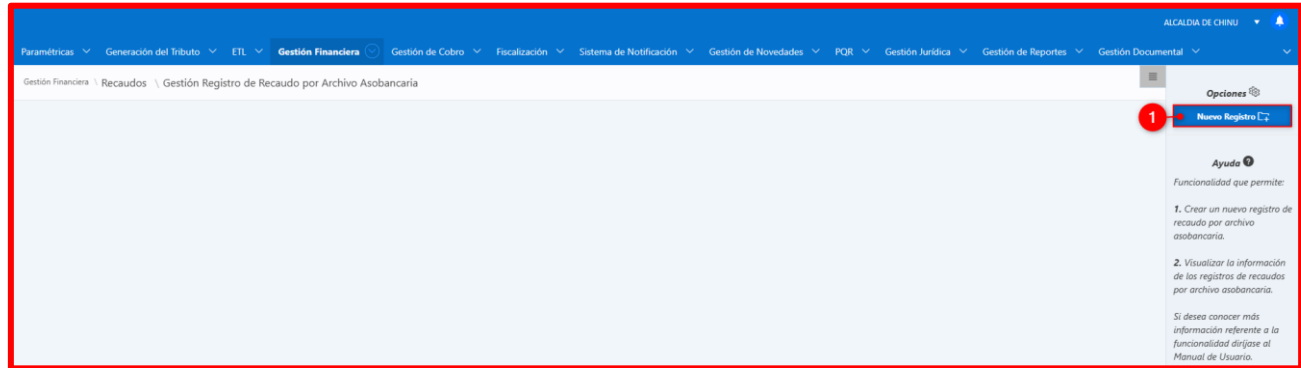 ALCALDIA DE CHINU
Paramétricas Generación del Tributo ETL Gestión Financiera Gestión de Cobro Fiscalización Sistema de Notificación Gestión de Novedades PQR Gestión Jurídica Gestión de Reportes Gestión Documental
Gestión Financiera \ Recaudos \ Gestión Registro de Recaudo por Archivo Asobancaria
Opciones
1
Nuevo Registro
Ayuda
Funcionalidad que permite:
1. Crear un nuevo registro de
recaudo por archivo
asobancaria.
2. Visualizar la información
de los registros de recaudos
por archivo asobancaria.
Si desea conocer más
información referente a la
funcionalidad diríjase al
Manual de Usuario.